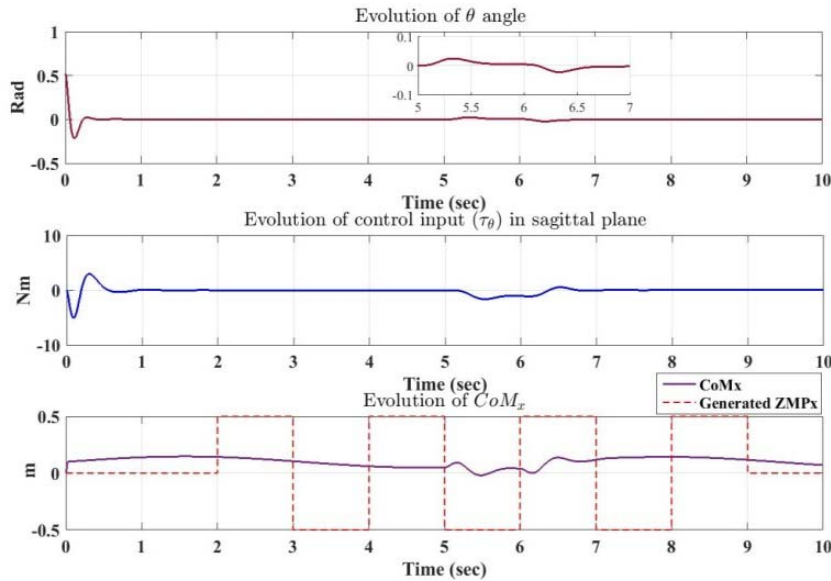 Evolution of θ angle
1
0.5
0
-0.5
Rad
0.1
0
-0.1
5 5.5 6 6.5 7
0 1 2 3 4 5 6 7 8 9 10
Time (sec)
Evolution of control input (τθ) in sagittal plane
10
0
-10
Nm
0 1 2 3 4 5 6 7 8 9 10
Time (sec)
Evolution of CoMx
CoMx
Generated ZMPx
0.5
0
-0.5
m
0 1 2 3 4 5 6 7 8 9 10
Time (sec)